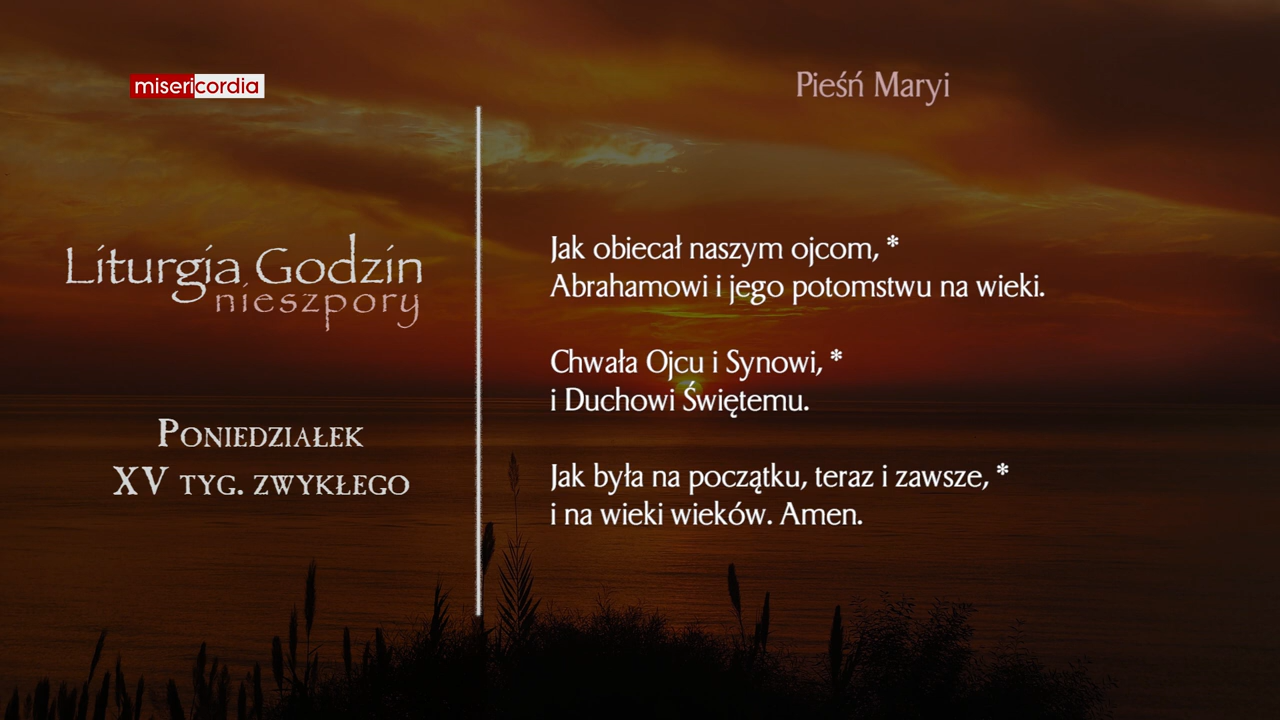 misericordia
Pieśń Maryi
Liturgia Godzin
nieszpory
Poniedziałek
XV tyg. zwykłego
Jak obiecał naszym ojcom, *
Abrahamowi i jego potomstwu na wieki.
Chwała Ojcu i Synowi, *
i Duchowi Świętemu.
Jak była na początku, teraz i zawsze, *
i na wieki wieków. Amen.